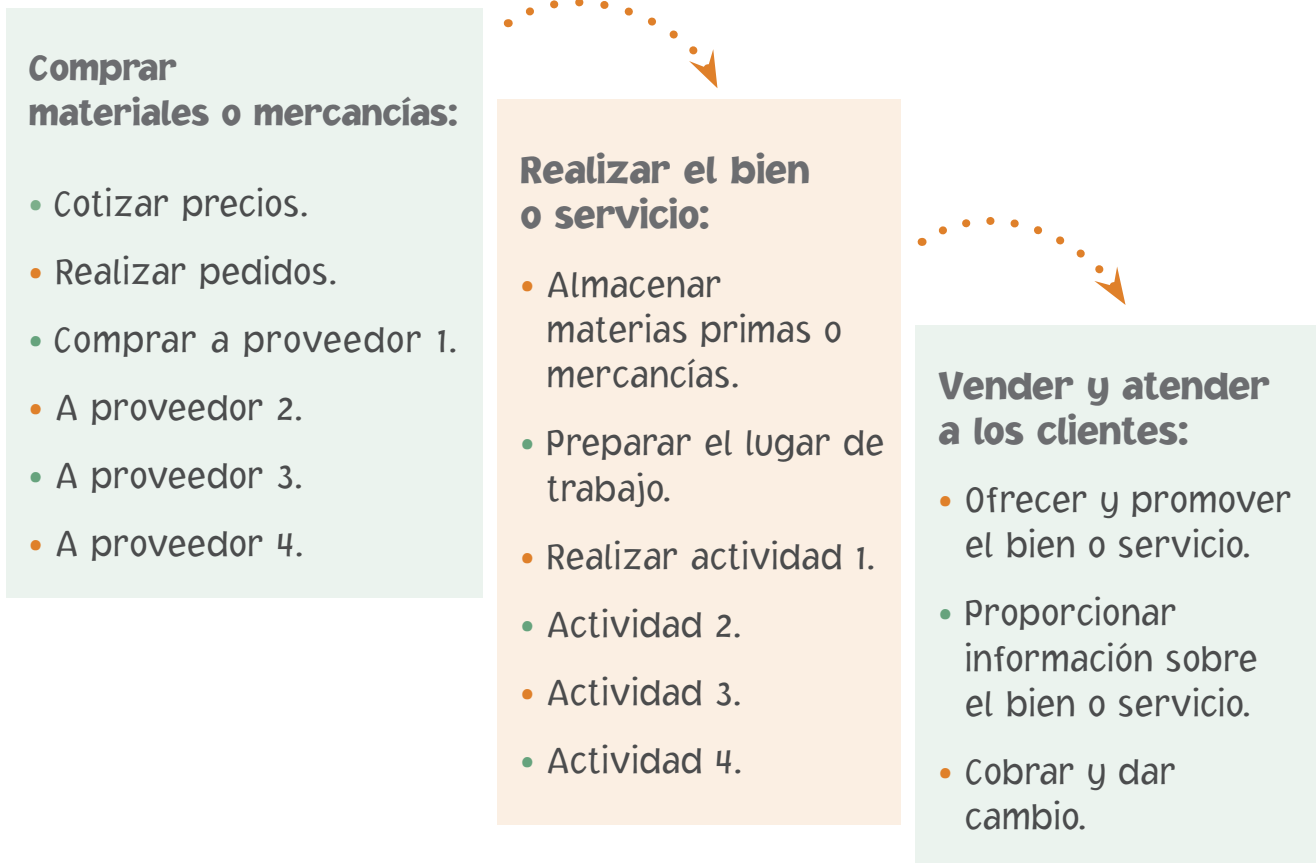 Comprar
materiales o mercancías:
• Cotizar precios.
• Realizar pedidos.
• Comprar a proveedor 1.
• A proveedor 2.
• A proveedor 3.
• A proveedor 4.
Realizar el bien
o servicio:
• Almacenar
materias primas o
mercancías.
• Preparar el lugar de
trabajo.
• Realizar actividad 1.
• Actividad 2.
• Actividad 3.
• Actividad 4.
Vender y atender
a los clientes:
• Ofrecer y promover
el bien o servicio.
• Proporcionar
información sobre
el bien o servicio.
• Cobrar y dar
cambio.